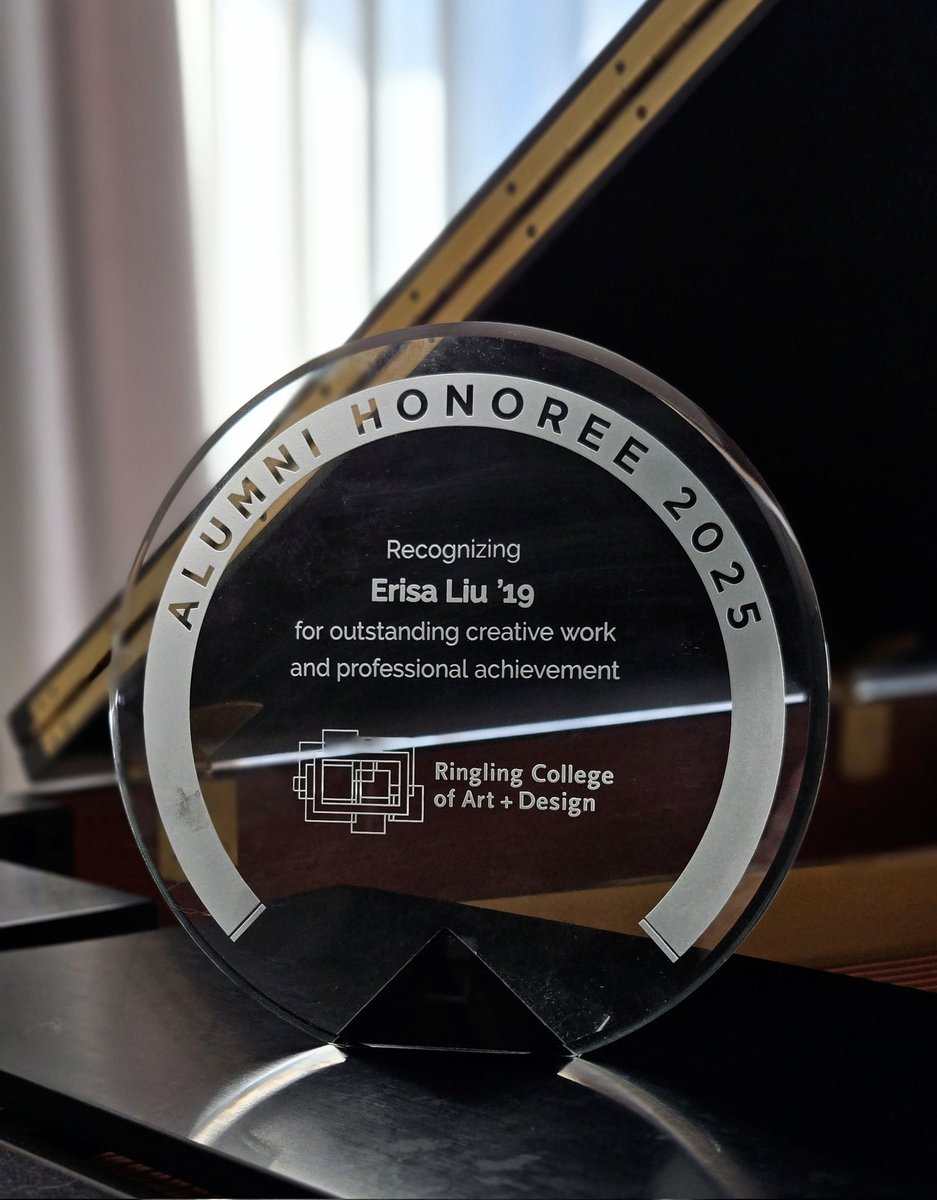 ALUMNI HONOREE 2025
Recognizing
Erisa Liu ’19
for outstanding creative work
and professional achievement
Ringling College
of Art + Design